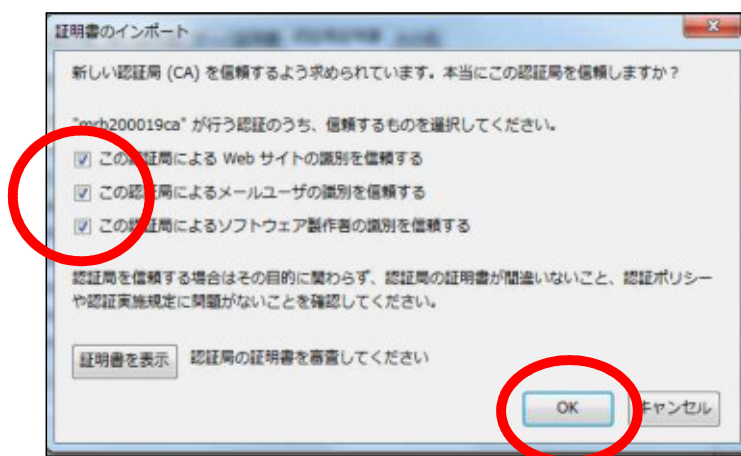 証明書のインポート
新しい認証局 (CA) を信頼するよう求められています。本当にこの認証局を信頼しますか？
"mrb200019ca" が行う認証のうち、信頼するものを選択してください。
この認証局による Web サイトの識別を信頼する
この認証局によるメールユーザの識別を信頼する
この認証局によるソフトウェア製作者の識別を信頼する
認証局を信頼する場合はその目的に関わらず、認証局の証明書が間違いないこと、認証ポリシー
や認証実施規定に問題がないことを確認してください。
証明書を表示 認証局の証明書を審査してください
OK キャンセル